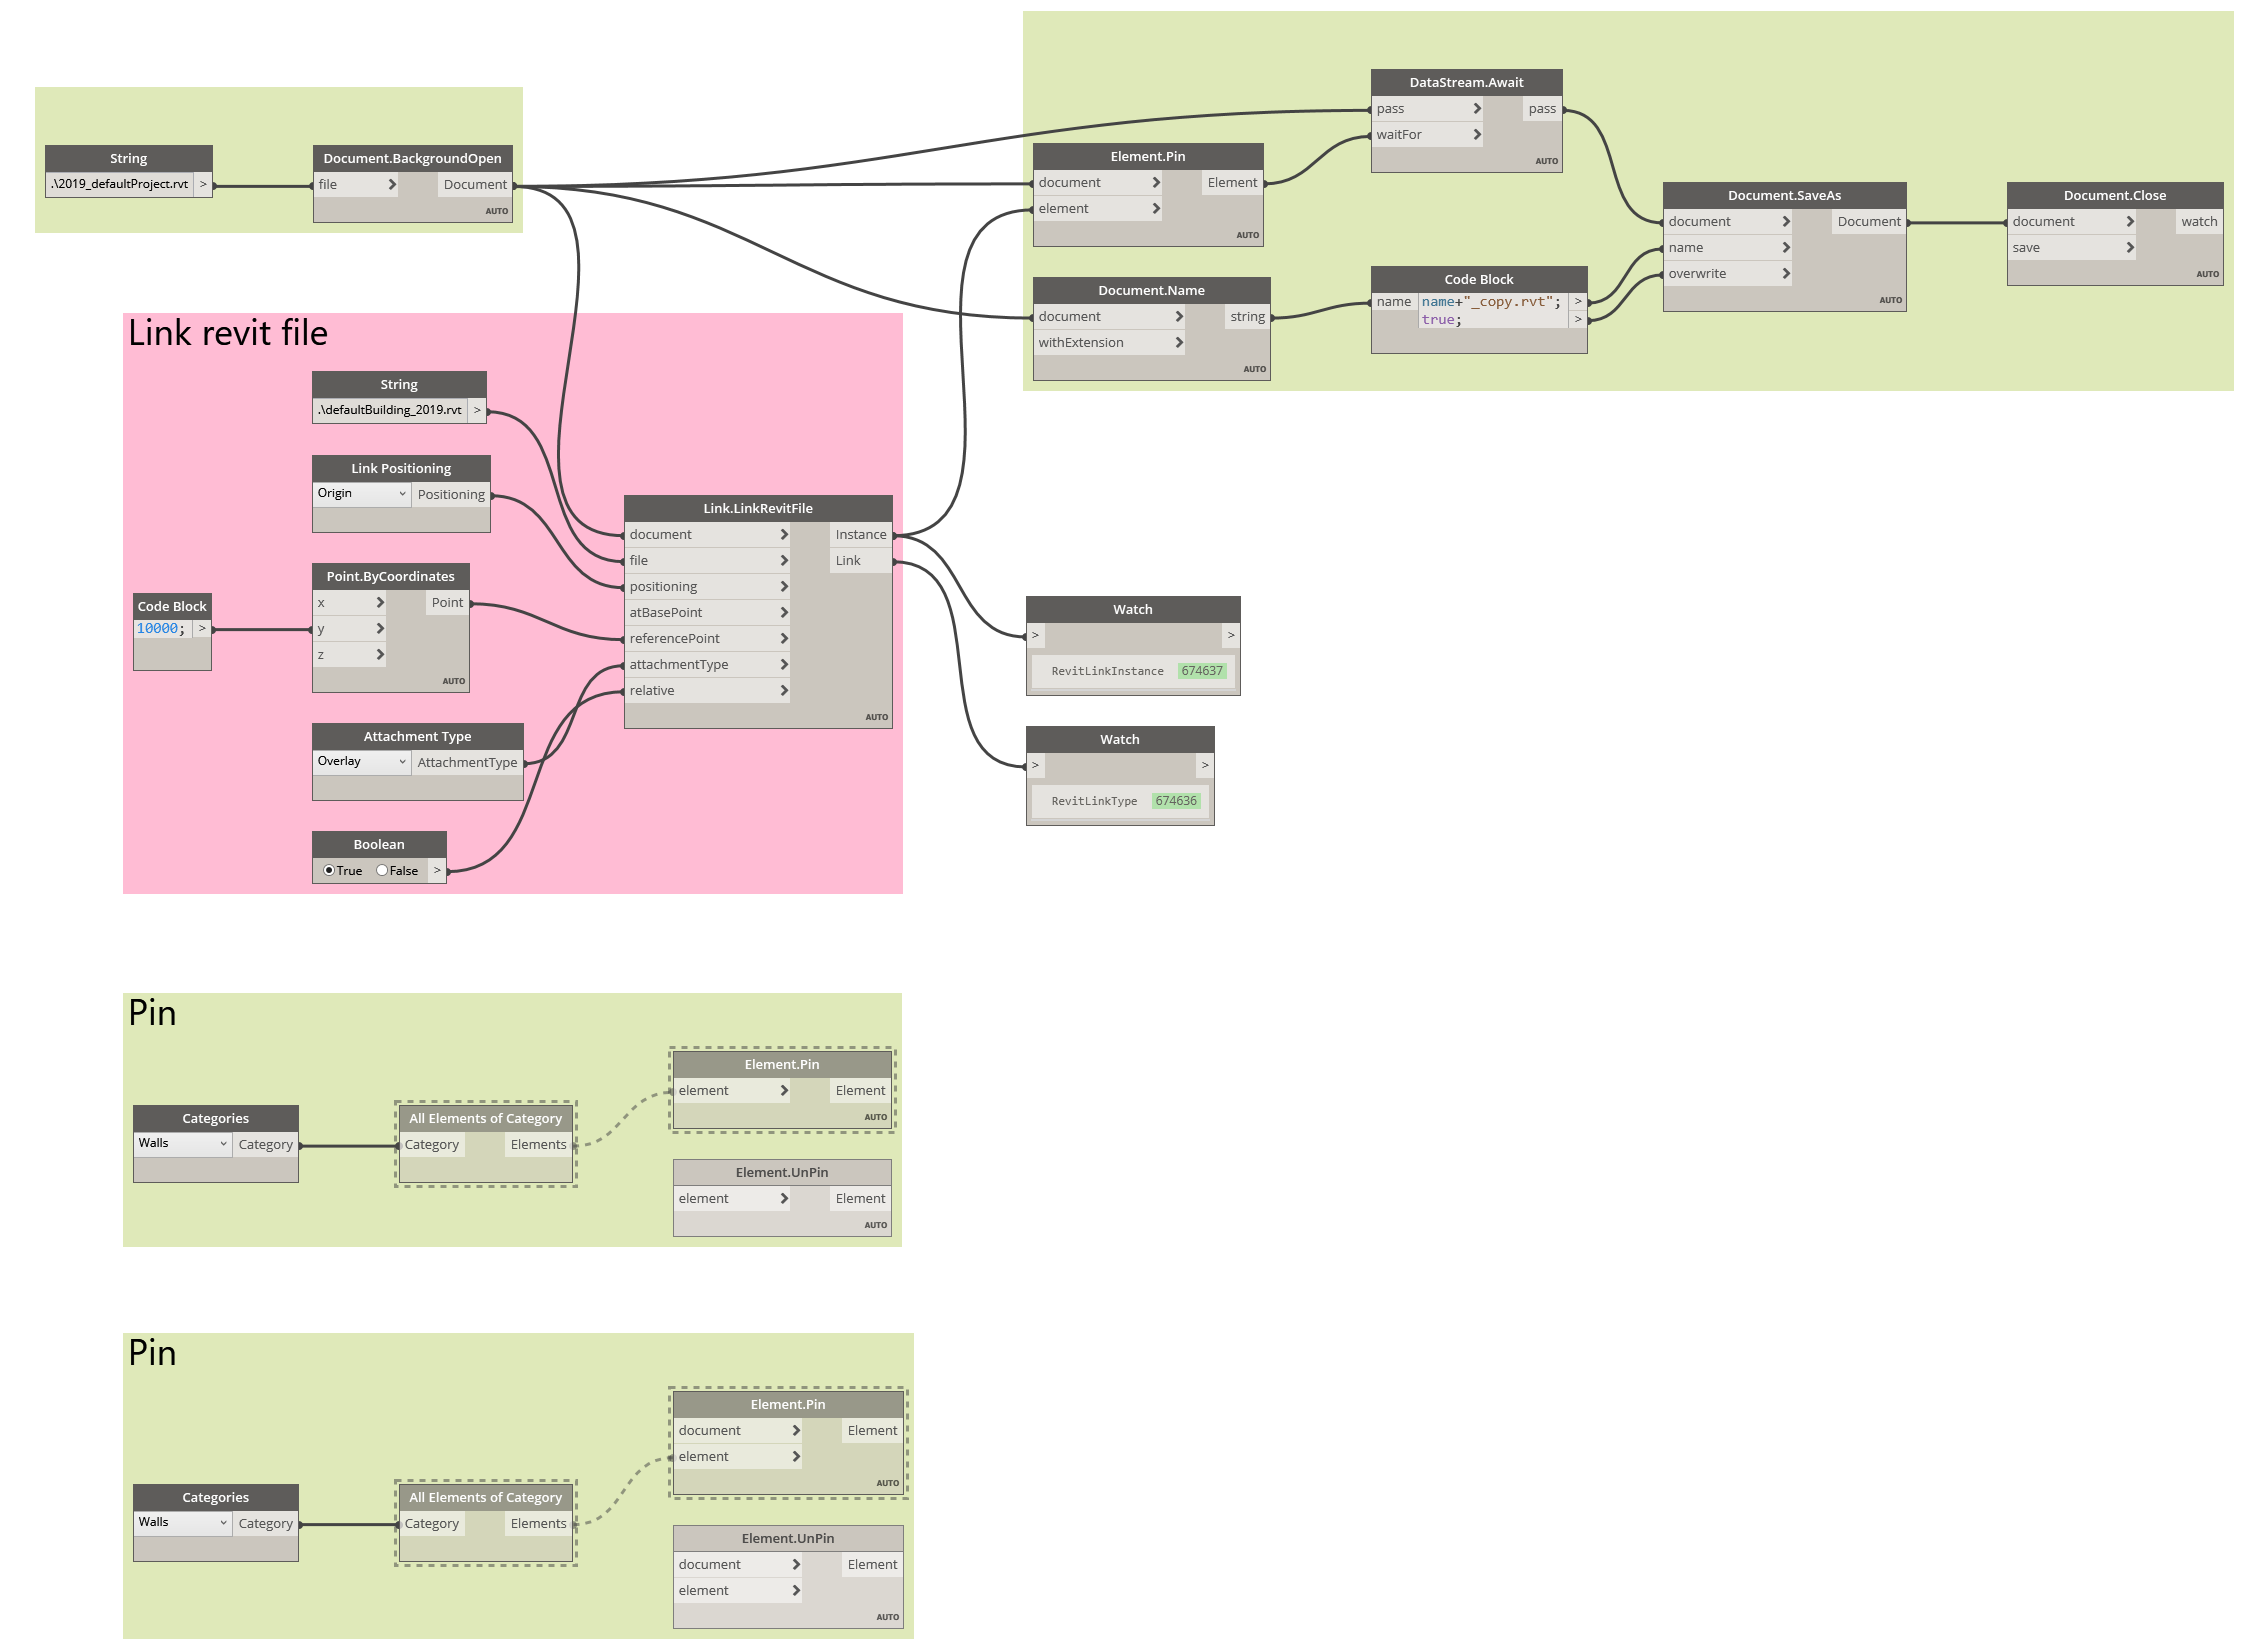 String
.\2019_defaultProject.rvt >
Document.BackgroundOpen
file Document
AUTO
DataStream.Await
pass pass
waitFor
AUTO
Element.Pin
document Element
element
AUTO
Document.Name
document string
withExtension
AUTO
Code Block
name name+"_copy.rvt"; >
true; >
Document.SaveAs
document Document
name
overwrite
AUTO
Document.Close
document watch
save
AUTO
Link revit file
String
.\defaultBuilding_2019.rvt >
Link Positioning
Origin Positioning
Code Block
10000; >
Point.ByCoordinates
x Point
y
z
AUTO
Attachment Type
Overlay AttachmentType
Boolean
True False >
Link.LinkRevitFile
document Instance
file Link
positioning
atBasePoint
referencePoint
attachmentType
relative
AUTO
Watch
> >
RevitLinkInstance 674637
Watch
> >
RevitLinkType 674636
Pin
Categories
Walls Category
All Elements of Category
Category Elements
Element.Pin
element Element
AUTO
Element.UnPin
element Element
AUTO
Pin
Categories
Walls Category
All Elements of Category
Category Elements
Element.Pin
document Element
element
AUTO
Element.UnPin
document Element
element
AUTO